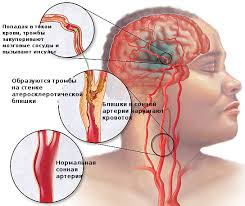 Попадая в током
крови, тромбы
закупоривают
мозговые сосуды и
вызывают инсульт
Образуются тромбы
на стенке
атеросклеротической
бляшки
Бляшки в сонной
артерии нарушают
кровоток
Нормальная
сонная
артерия